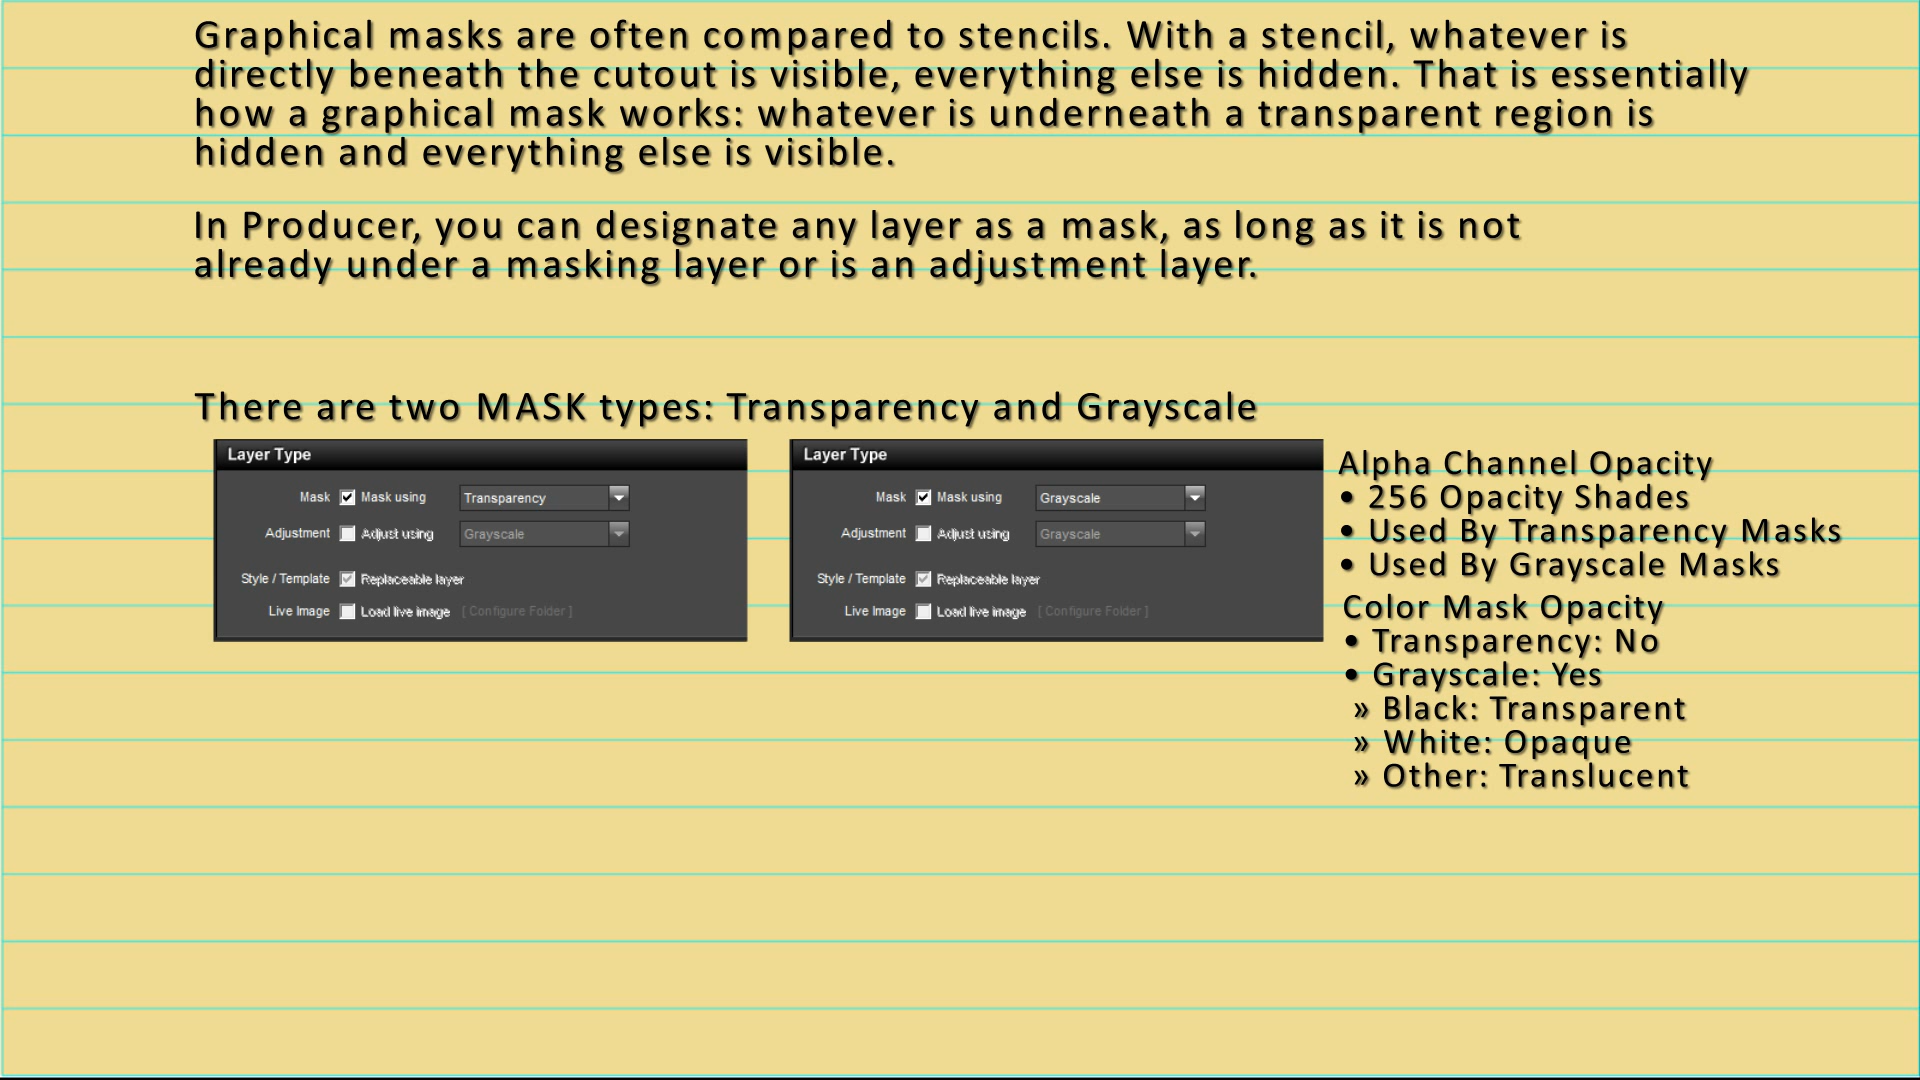 Graphical masks are often compared to stencils. With a stencil, whatever is
directly beneath the cutout is visible, everything else is hidden. That is essentially
how a graphical mask works: whatever is underneath a transparent region is
hidden and everything else is visible.
In Producer, you can designate any layer as a mask, as long as it is not
already under a masking layer or is an adjustment layer.
There are two MASK types: Transparency and Grayscale
Layer Type
Mask Mask using Transparency
Adjustment Adjust using Grayscale
Style / Template Replaceable layer
Live Image Load live image [ Configure Folder ]
Layer Type
Mask Mask using Grayscale
Adjustment Adjust using Grayscale
Style / Template Replaceable layer
Live Image Load live image [ Configure Folder ]
Alpha Channel Opacity
• 256 Opacity Shades
• Used By Transparency Masks
• Used By Grayscale Masks
Color Mask Opacity
• Transparency: No
• Grayscale: Yes
» Black: Transparent
» White: Opaque
» Other: Translucent